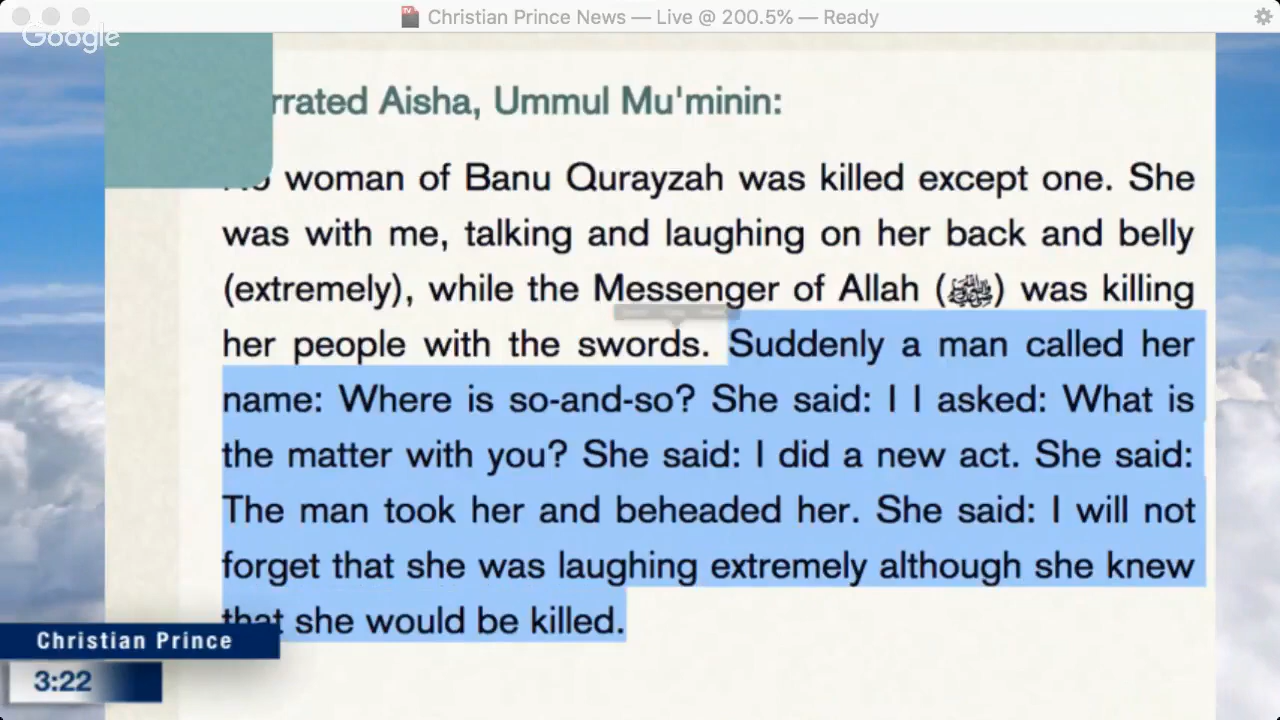 Christian Prince News — Live @ 200.5% — Ready
Google
rrated Aisha, Ummul Mu'minin:
No woman of Banu Qurayzah was killed except one. She
was with me, talking and laughing on her back and belly
(extremely), while the Messenger of Allah (ﷺ) was killing
her people with the swords. Suddenly a man called her
name: Where is so-and-so? She said: I I asked: What is
the matter with you? She said: I did a new act. She said:
The man took her and beheaded her. She said: I will not
forget that she was laughing extremely although she knew
that she would be killed.
Christian Prince
3:22